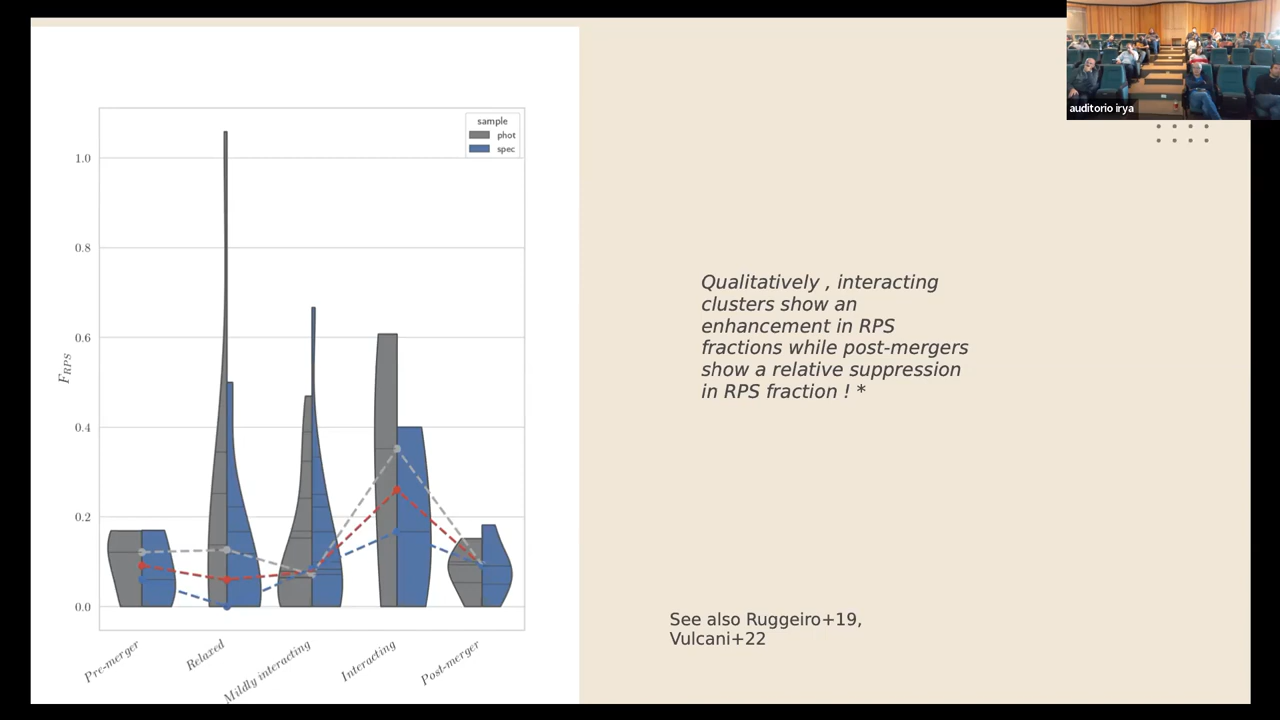 auditorio irya
sample
phot
spec
1.0
0.8
0.6
0.4
0.2
0.0
F_RPS
Pre-merger
Relaxed
Mildly interacting
Interacting
Post-merger
Qualitatively , interacting
clusters show an
enhancement in RPS
fractions while post-mergers
show a relative suppression
in RPS fraction ! *
See also Ruggeiro+19,
Vulcani+22